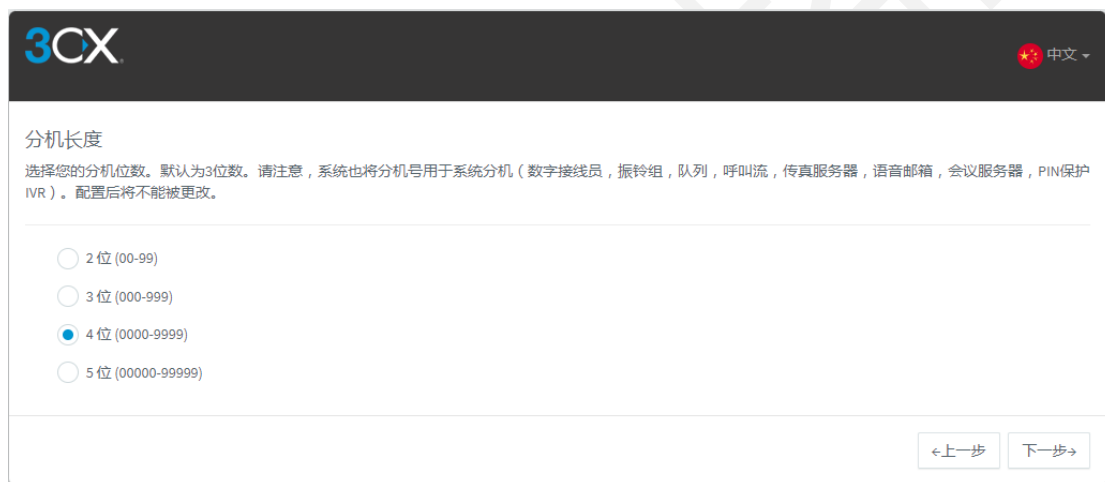 3CX
中文
分机长度
选择您的分机位数。默认为3位数。请注意，系统也将分机号用于系统分机（数字接线员，振铃组，队列，呼叫流，传真服务器，语音邮箱，会议服务器，PIN保护
IVR）。配置后将不能被更改。
2 位 (00-99)
3 位 (000-999)
4 位 (0000-9999)
5 位 (00000-99999)
←上一步 下一步→